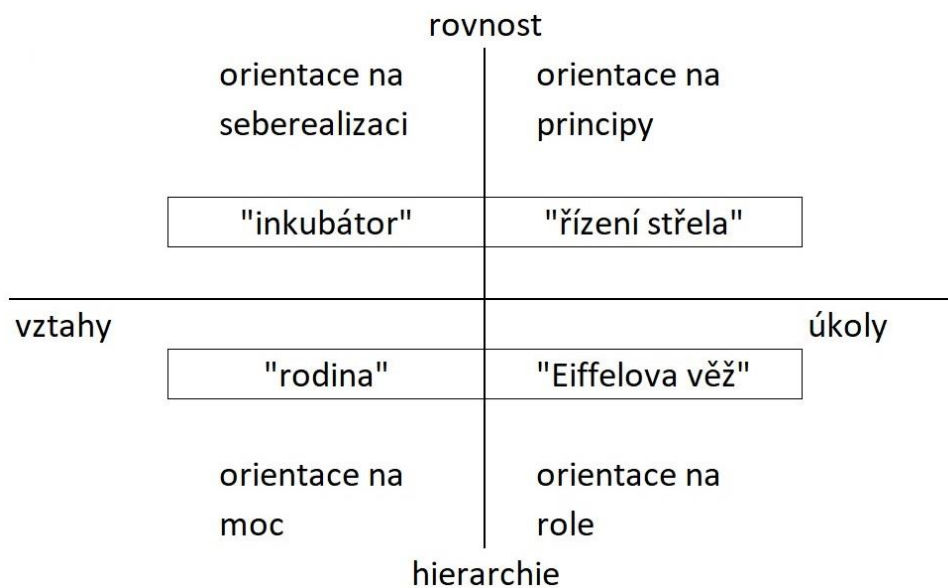 rovnost
orientace na
seberealizaci
orientace na
principy
"inkubátor"
"řízení střela"
vztahy
úkoly
"rodina"
"Eiffelova věž"
orientace na
moc
orientace na
role
hierarchie